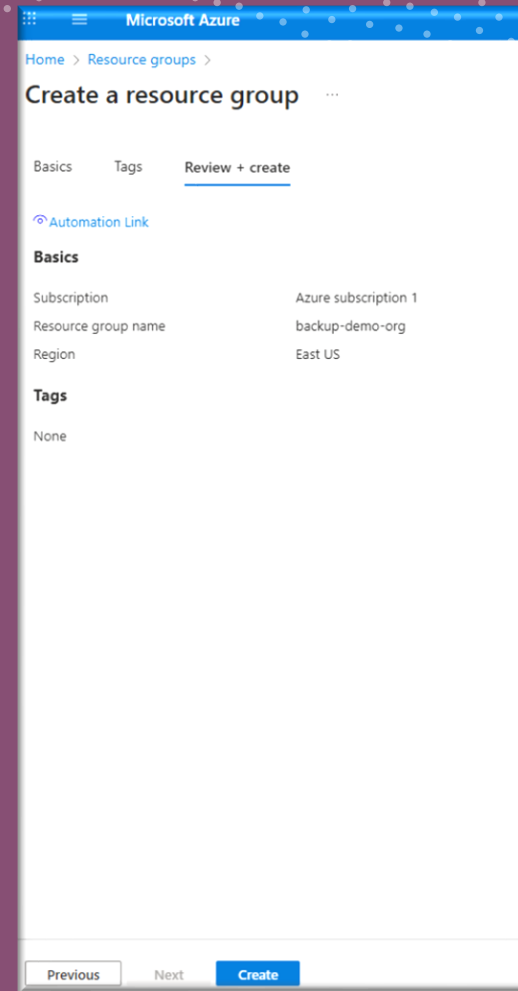 Microsoft Azure
Home > Resource groups >
Create a resource group ...
Basics Tags Review + create
Automation Link
Basics
Subscription Azure subscription 1
Resource group name backup-demo-org
Region East US
Tags
None
Previous Next Create